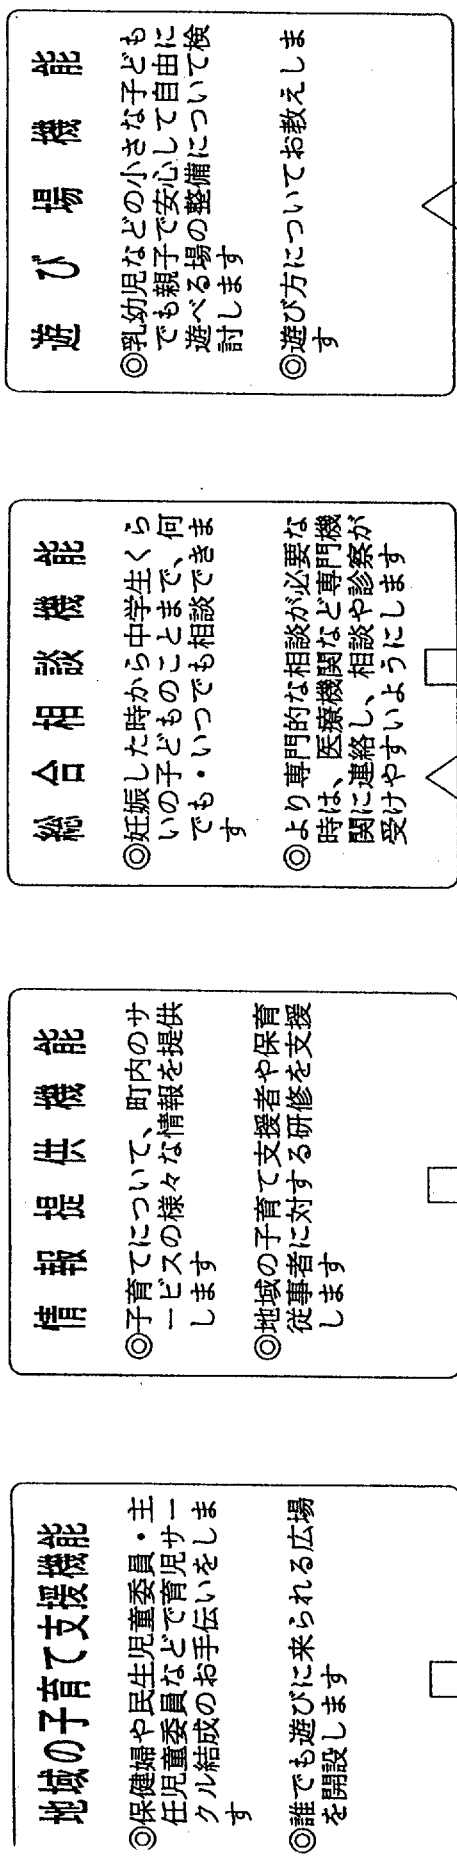 地域の子育て支援機能
◎保健婦や民生児童委員・主
任児童委員などで育児サー
クル結成のお手伝いをしま
す
◎誰でも遊びに来られる広場
を開設します
情報提供機能
◎子育てについて、町内のサ
ービスの様々な情報を提供
します
◎地域の子育て支援者や保育
従事者に対する研修を支援
します
総合相談機能
◎妊娠した時から中学生くら
いの子どものことまで、何
でも・いつでも相談できま
す
◎より専門的な相談が必要な
時は、医療機関など専門機
関に連絡し、相談や診察が
受けやすいようにします
遊び場機能
◎乳幼児などの小さな子ども
でも親子で安心して自由に
遊べる場の整備について検
討します
◎遊び方についてお教えしま
す